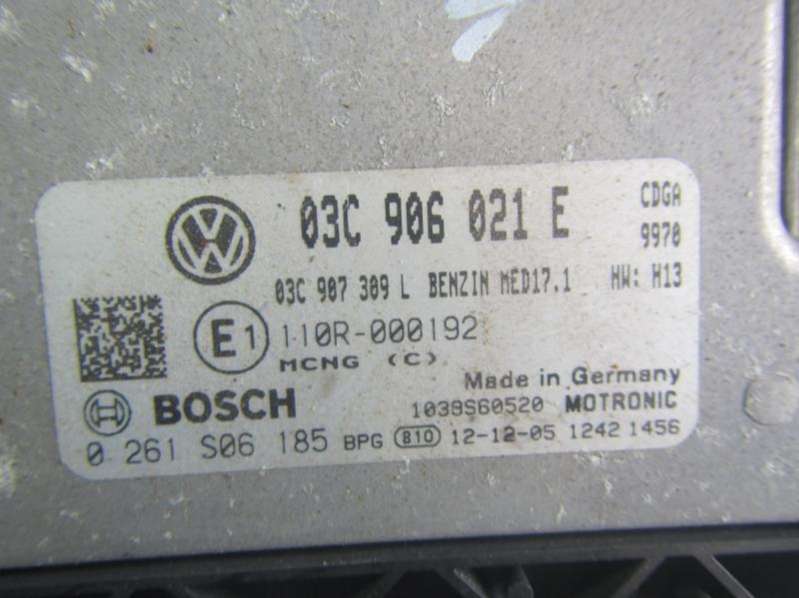 03C 906 021 E CDGA
9970
03C 907 309 L BENZIN MED17.1 HW: H13
E1 110R-000192
MCNG (C)
Made in Germany
BOSCH 1039S60520 MOTRONIC
0 261 S06 185 BPG B10 12-12-05 1242 1456